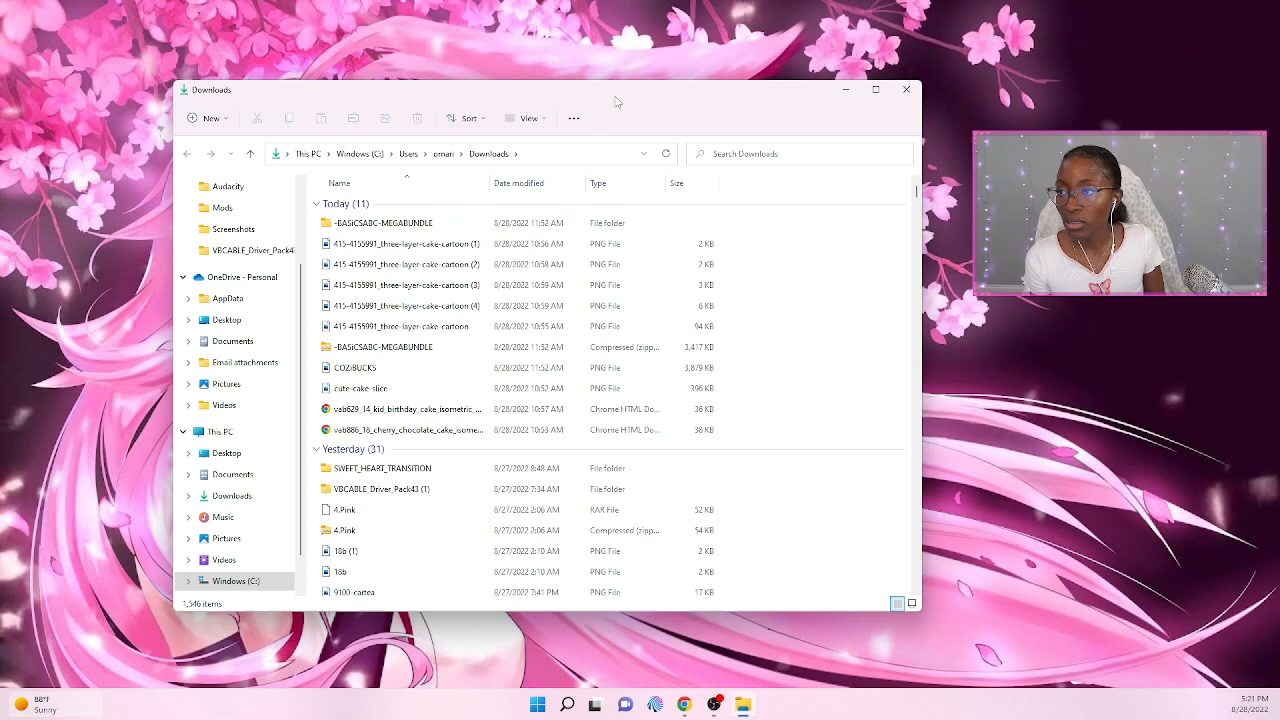 Downloads
New
Sort
View
This PC > Windows (C:) > Users > omari > Downloads >
Search Downloads
Name Date modified Type Size
Audacity
Mods
Screenshots
VBCABLE_Driver_Pack4
OneDrive - Personal
AppData
Desktop
Documents
Email attachments
Pictures
Videos
This PC
Desktop
Documents
Downloads
Music
Pictures
Videos
Windows (C:)
Today (11)
-BASiCSABC-MEGABUNDLE 8/28/2022 11:52 AM File folder
415-4155991_three-layer-cake-cartoon (1) 8/28/2022 10:56 AM PNG File 2 KB
415-4155991_three-layer-cake-cartoon (2) 8/28/2022 10:58 AM PNG File 2 KB
415-4155991_three-layer-cake-cartoon (3) 8/28/2022 10:59 AM PNG File 3 KB
415-4155991_three-layer-cake-cartoon (4) 8/28/2022 10:59 AM PNG File 6 KB
415-4155991_three-layer-cake-cartoon 8/28/2022 10:55 AM PNG File 94 KB
-BASiCSABC-MEGABUNDLE 8/28/2022 11:52 AM Compressed (zipp... 3,417 KB
COZiBUCKS 8/28/2022 11:52 AM PNG File 3,879 KB
cute-cake-slice 8/28/2022 10:52 AM PNG File 396 KB
vab629_14_kid_birthday_cake_isometric_... 8/28/2022 10:57 AM Chrome HTML Do... 36 KB
vab886_18_cherry_chocolate_cake_isome... 8/28/2022 10:53 AM Chrome HTML Do... 38 KB
Yesterday (31)
SWEET_HEART_TRANSITION 8/27/2022 8:48 AM File folder
VBCABLE_Driver_Pack43 (1) 8/27/2022 7:34 AM File folder
4.Pink 8/27/2022 2:06 AM RAR File 52 KB
4.Pink 8/27/2022 2:06 AM Compressed (zipp... 54 KB
18b (1) 8/27/2022 2:10 AM PNG File 2 KB
18b 8/27/2022 2:10 AM PNG File 2 KB
9100-cartea 8/27/2022 7:41 PM PNG File 17 KB
1,546 items
88°F
Sunny
5:21 PM
8/28/2022